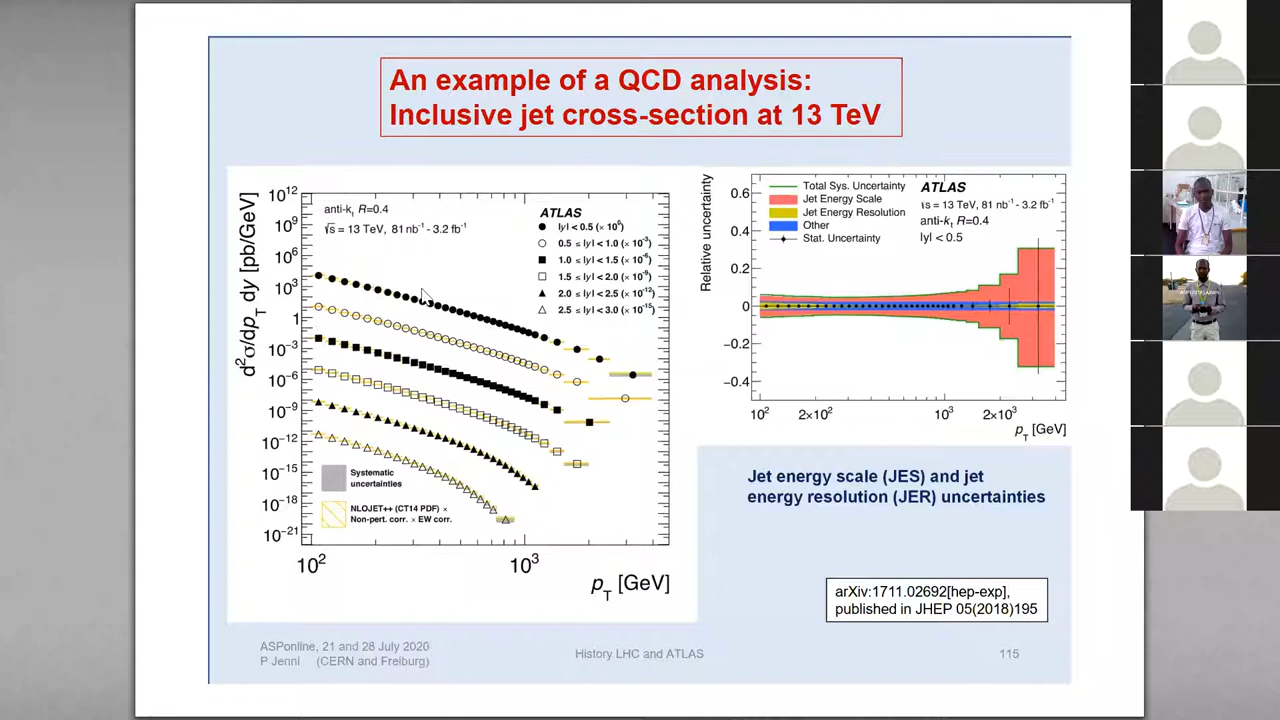 An example of a QCD analysis:
Inclusive jet cross-section at 13 TeV
d²σ/dp_T dy [pb/GeV]
10¹²
10⁹
10⁶
10³
1
10⁻³
10⁻⁶
10⁻⁹
10⁻¹²
10⁻¹⁵
10⁻¹⁸
10⁻²¹
anti-k_t R=0.4
√s = 13 TeV, 81 nb⁻¹ - 3.2 fb⁻¹
ATLAS
|y| < 0.5 (× 10⁰)
0.5 ≤ |y| < 1.0 (× 10⁻³)
1.0 ≤ |y| < 1.5 (× 10⁻⁶)
1.5 ≤ |y| < 2.0 (× 10⁻⁹)
2.0 ≤ |y| < 2.5 (× 10⁻¹²)
2.5 ≤ |y| < 3.0 (× 10⁻¹⁵)
Systematic
uncertainties
NLOJET++ (CT14 PDF) ×
Non-pert. corr. × EW corr.
10² 10³
p_T [GeV]
Relative uncertainty
0.6
0.4
0.2
0
−0.2
−0.4
Total Sys. Uncertainty
Jet Energy Scale
Jet Energy Resolution
Other
Stat. Uncertainty
ATLAS
√s = 13 TeV, 81 nb⁻¹ - 3.2 fb⁻¹
anti-k_t R=0.4
|y| < 0.5
10² 2×10² 10³ 2×10³
p_T [GeV]
Jet energy scale (JES) and jet
energy resolution (JER) uncertainties
arXiv:1711.02692[hep-exp],
published in JHEP 05(2018)195
ASPonline, 21 and 28 July 2020
P Jenni (CERN and Freiburg)
History LHC and ATLAS
115